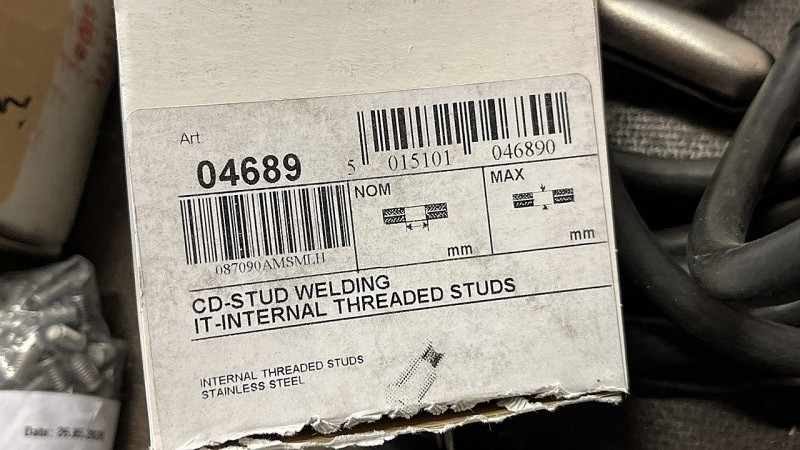 Art.
04689
5 015101 046890
087090AMSMLH
NOM
mm
MAX
mm
CD-STUD WELDING
IT-INTERNAL THREADED STUDS
INTERNAL THREADED STUDS
STAINLESS STEEL
Date: